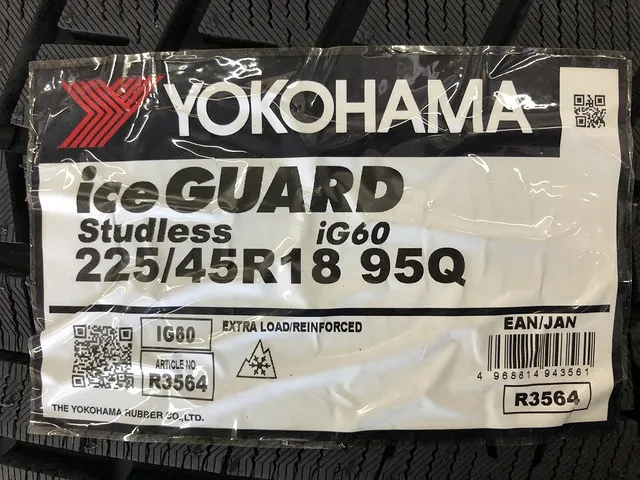 YOKOHAMA
iceGUARD
Studless iG60
225/45R18 95Q
IG60
EXTRA LOAD/REINFORCED
ARTICLE NO
R3564
EAN/JAN
4 968814 943561
R3564
THE YOKOHAMA RUBBER CO.,LTD.